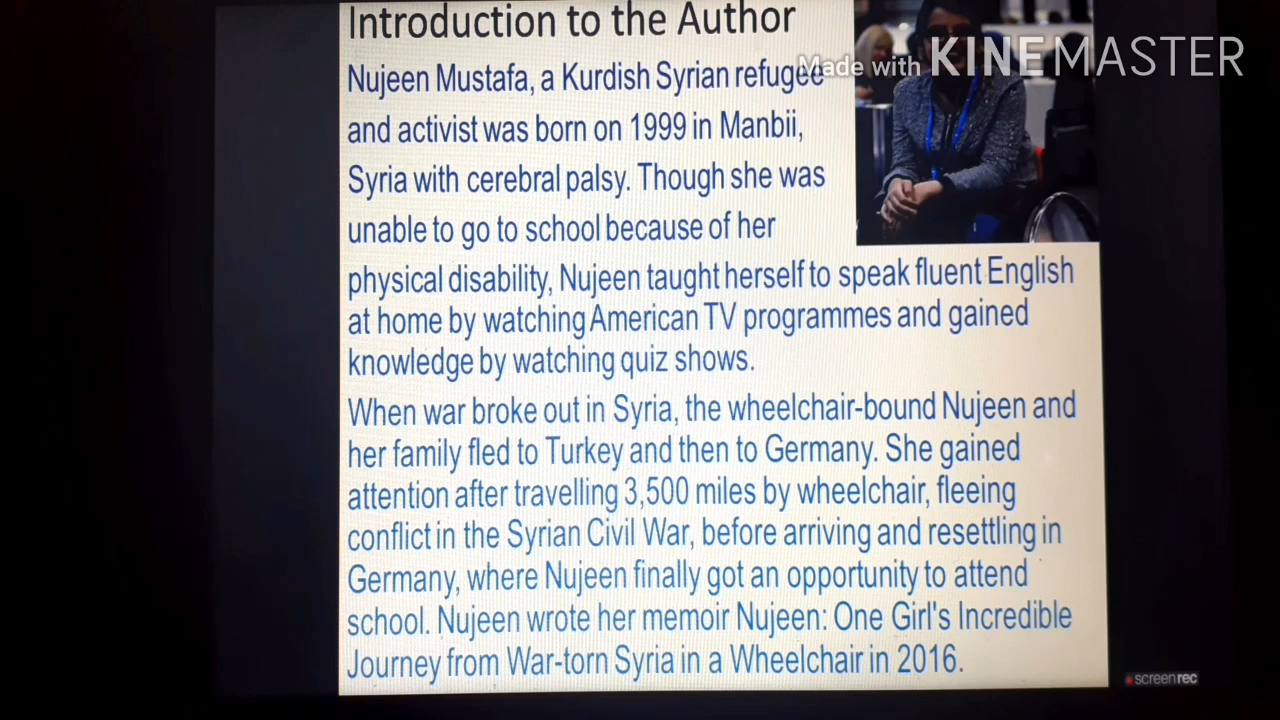 Introduction to the Author
Made with KINEMASTER
Nujeen Mustafa, a Kurdish Syrian refugee
and activist was born on 1999 in Manbii,
Syria with cerebral palsy. Though she was
unable to go to school because of her
physical disability, Nujeen taught herself to speak fluent English
at home by watching American TV programmes and gained
knowledge by watching quiz shows.
When war broke out in Syria, the wheelchair-bound Nujeen and
her family fled to Turkey and then to Germany. She gained
attention after travelling 3,500 miles by wheelchair, fleeing
conflict in the Syrian Civil War, before arriving and resettling in
Germany, where Nujeen finally got an opportunity to attend
school. Nujeen wrote her memoir Nujeen: One Girl's Incredible
Journey from War-torn Syria in a Wheelchair in 2016.
screenrec